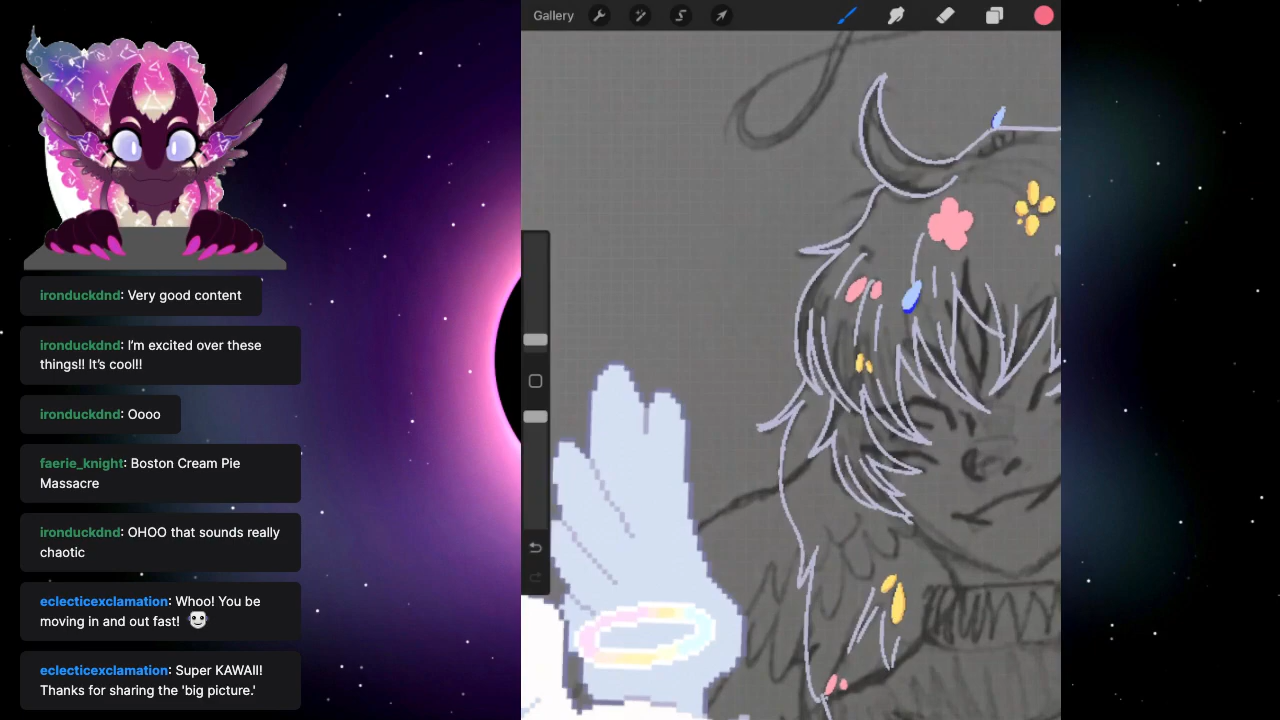 Gallery
ironduckdnd: Very good content
ironduckdnd: I'm excited over these
things!! It's cool!!
ironduckdnd: Oooo
faerie_knight: Boston Cream Pie
Massacre
ironduckdnd: OHOO that sounds really
chaotic
eclecticexclamation: Whoo! You be
moving in and out fast!
eclecticexclamation: Super KAWAII!
Thanks for sharing the 'big picture.'